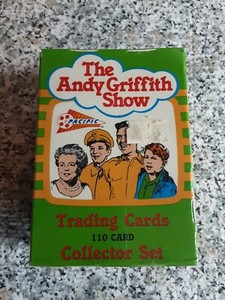 The
Andy Griffith
Show
PACIFIC
Trading Cards
110 CARD
Collector Set